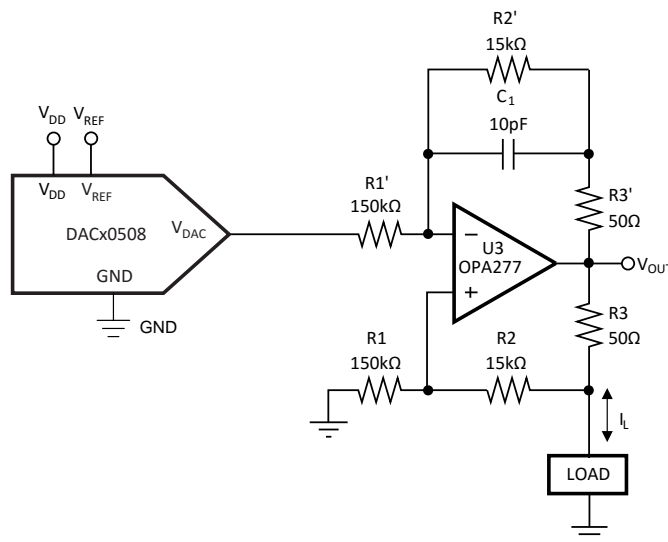 R2'
15kΩ
C1
10pF
VDD
VREF
VDD
VREF
R1'
150kΩ
R3'
50Ω
DACx0508
VDAC
−
U3
OPA277
+
VOUT
GND
GND
R1
150kΩ
R2
15kΩ
R3
50Ω
IL
LOAD